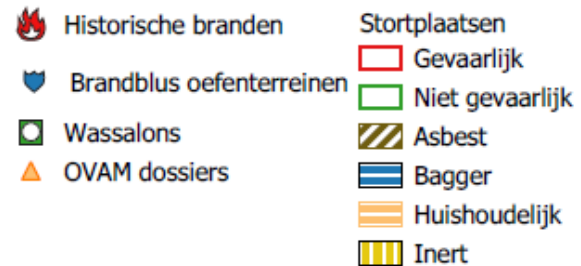 Historische branden
Brandblus oefenterreinen
Wassalons
OVAM dossiers
Stortplaatsen
Gevaarlijk
Niet gevaarlijk
Asbest
Bagger
Huishoudelijk
Inert